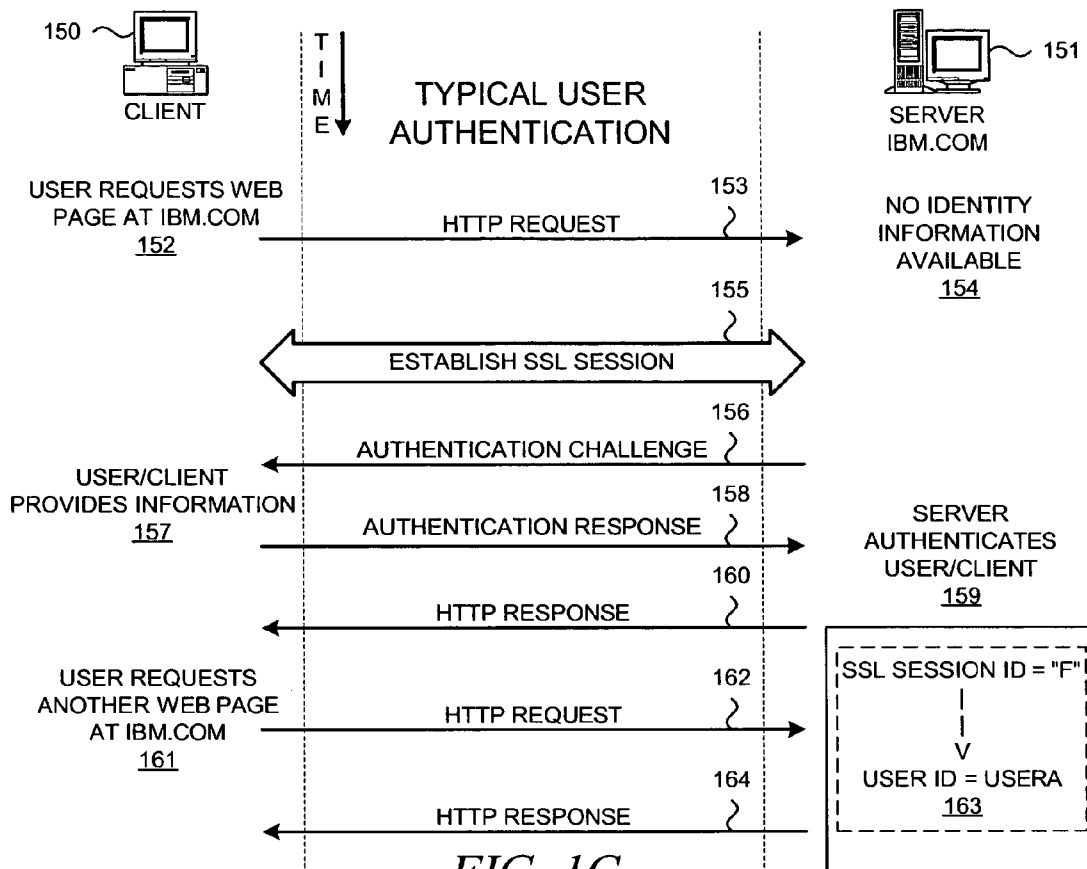 150
CLIENT
T
I
M
E
TYPICAL USER
AUTHENTICATION
151
SERVER
IBM.COM
USER REQUESTS WEB
PAGE AT IBM.COM
152
HTTP REQUEST
153
NO IDENTITY
INFORMATION
AVAILABLE
154
155
ESTABLISH SSL SESSION
156
AUTHENTICATION CHALLENGE
USER/CLIENT
PROVIDES INFORMATION
157
158
AUTHENTICATION RESPONSE
SERVER
AUTHENTICATES
USER/CLIENT
159
160
HTTP RESPONSE
USER REQUESTS
ANOTHER WEB PAGE
AT IBM.COM
161
162
HTTP REQUEST
SSL SESSION ID = "F"
V
USER ID = USERA
163
164
HTTP RESPONSE
FIG. 1C